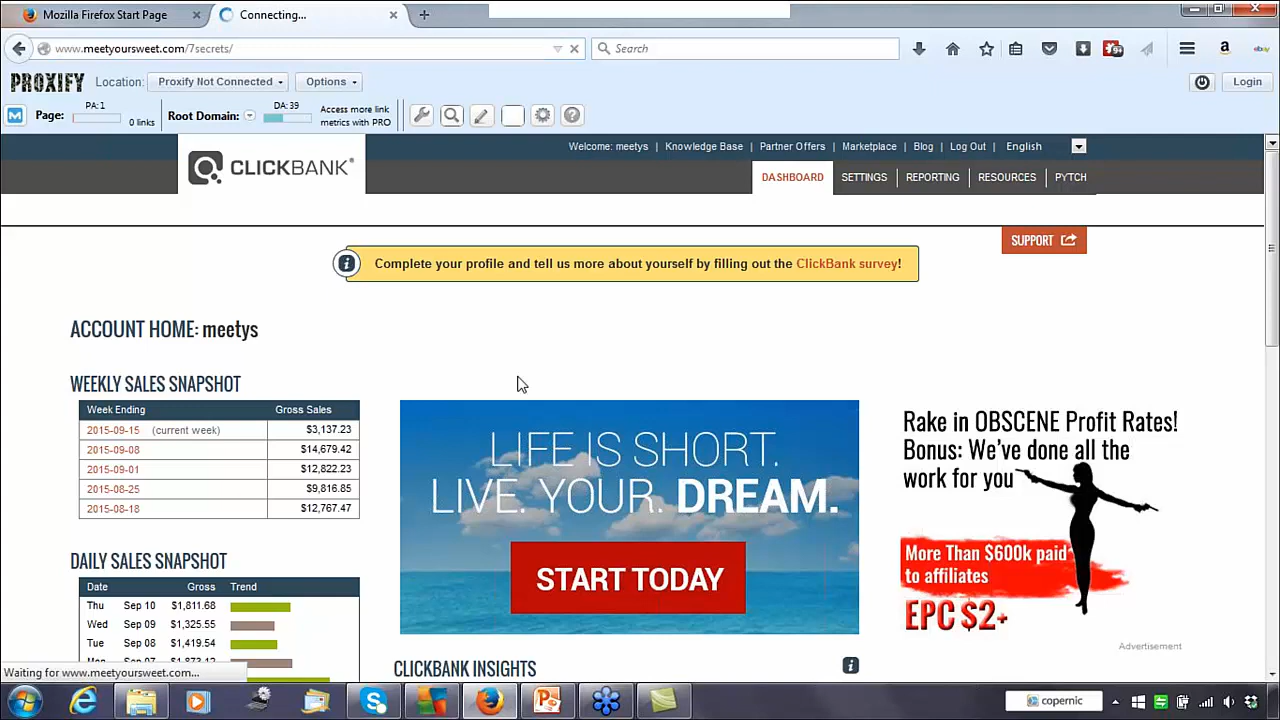 Mozilla Firefox Start Page
Connecting...
www.meetyoursweet.com/7secrets/
Search
9+
a
ebay
PROXIFY
Location:
Proxify Not Connected
Options
Login
M
Page:
PA: 1
0 links
Root Domain:
DA: 39
Access more link
metrics with PRO
Welcome: meetys | Knowledge Base | Partner Offers | Marketplace | Blog | Log Out | English
CLICKBANK®
DASHBOARD
SETTINGS
REPORTING
RESOURCES
PYTCH
SUPPORT
Complete your profile and tell us more about yourself by filling out the ClickBank survey!
ACCOUNT HOME: meetys
WEEKLY SALES SNAPSHOT
Week Ending Gross Sales
2015-09-15 (current week) $3,137.23
2015-09-08 $14,679.42
2015-09-01 $12,822.23
2015-08-25 $9,816.85
2015-08-18 $12,767.47
LIFE IS SHORT.
LIVE. YOUR. DREAM.
START TODAY
Rake in OBSCENE Profit Rates!
Bonus: We've done all the
work for you
More Than $600k paid
to affiliates
EPC $2+
Advertisement
DAILY SALES SNAPSHOT
Date Gross Trend
Thu Sep 10 $1,811.68
Wed Sep 09 $1,325.55
Tue Sep 08 $1,419.54
CLICKBANK INSIGHTS
Waiting for www.meetyoursweet.com...
copernic